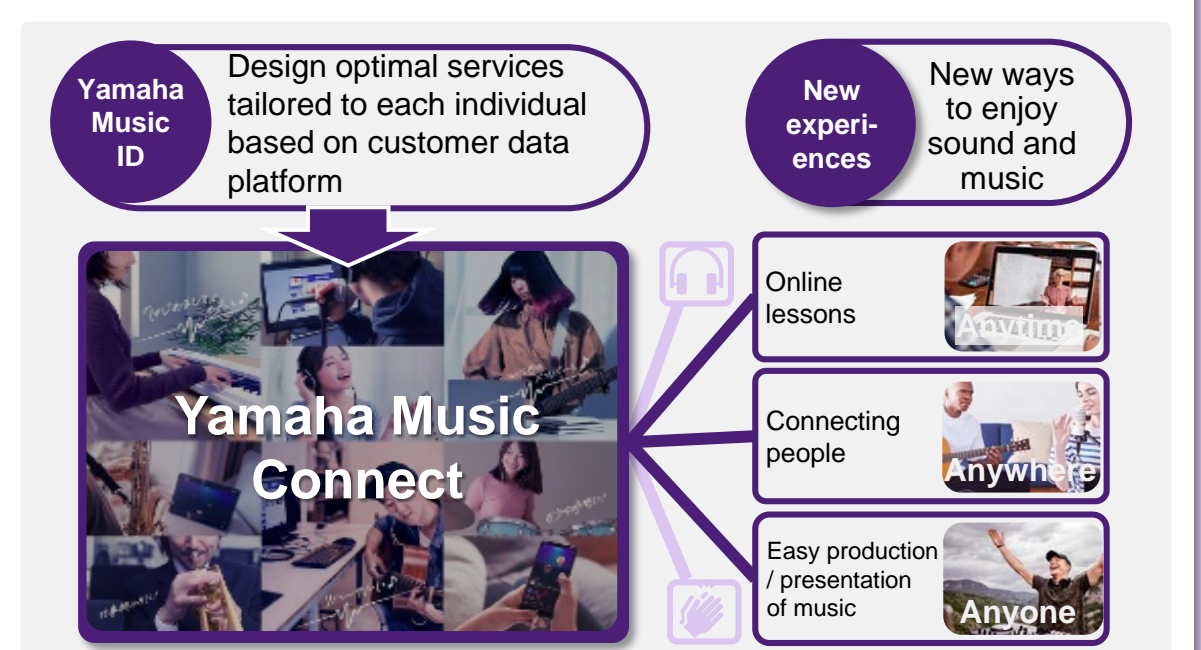 Yamaha
Music
ID
Design optimal services
tailored to each individual
based on customer data
platform
New
experi-
ences
New ways
to enjoy
sound and
music
Yamaha Music
Connect
Online
lessons
Anytime
Connecting
people
Anywhere
Easy production
/ presentation
of music
Anyone